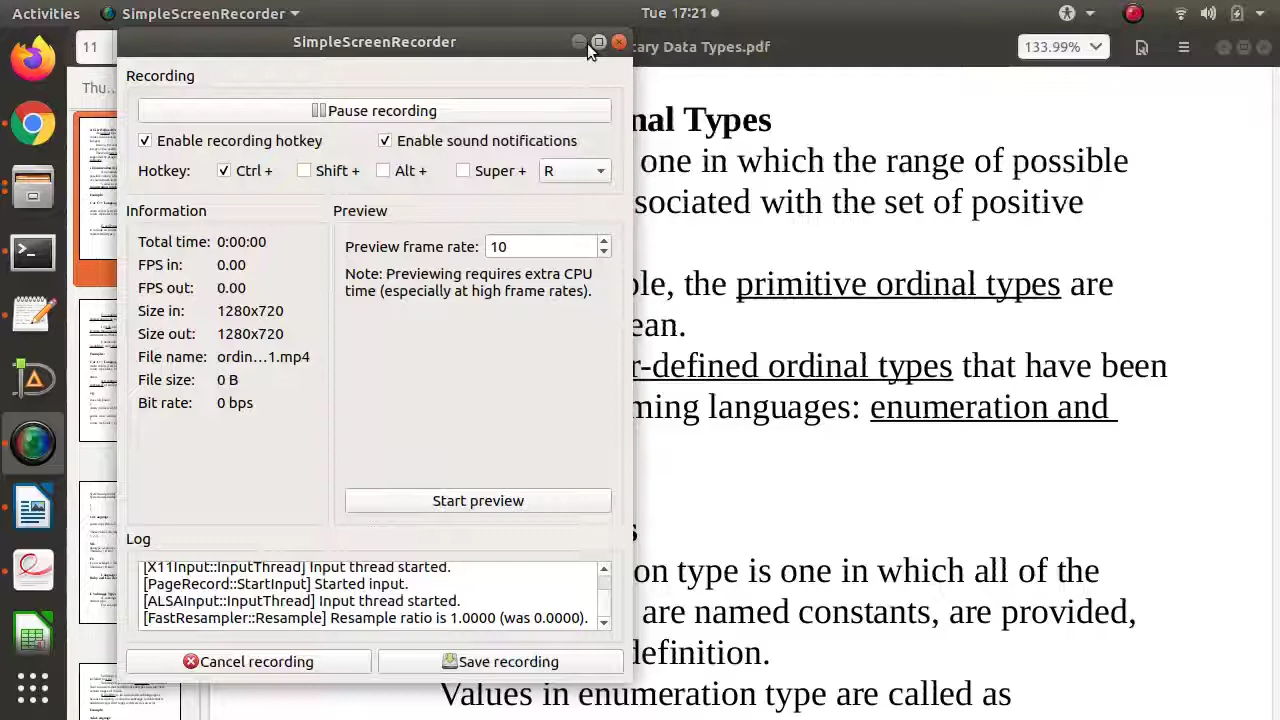 Activities
SimpleScreenRecorder
Tue 17:21
SimpleScreenRecorder
11
ary Data Types.pdf
133.99%
Thu...
Recording
Pause recording
Enable recording hotkey
Enable sound notifications
Hotkey:
Ctrl +
Shift +
Alt +
Super +
R
Information
Total time: 0:00:00
FPS in: 0.00
FPS out: 0.00
Size in: 1280x720
Size out: 1280x720
File name: ordin...1.mp4
File size: 0 B
Bit rate: 0 bps
Preview
Preview frame rate: 10
Note: Previewing requires extra CPU
time (especially at high frame rates).
Start preview
Log
[X11Input::InputThread] Input thread started.
[PageRecord::StartInput] Started input.
[ALSAInput::InputThread] Input thread started.
[FastResampler::Resample] Resample ratio is 1.0000 (was 0.0000).
Cancel recording
Save recording
nal Types
one in which the range of possible
sociated with the set of positive
ple, the primitive ordinal types are
ean.
r-defined ordinal types that have been
ming languages: enumeration and
s
on type is one in which all of the
are named constants, are provided,
definition.
Values enumeration type are called as